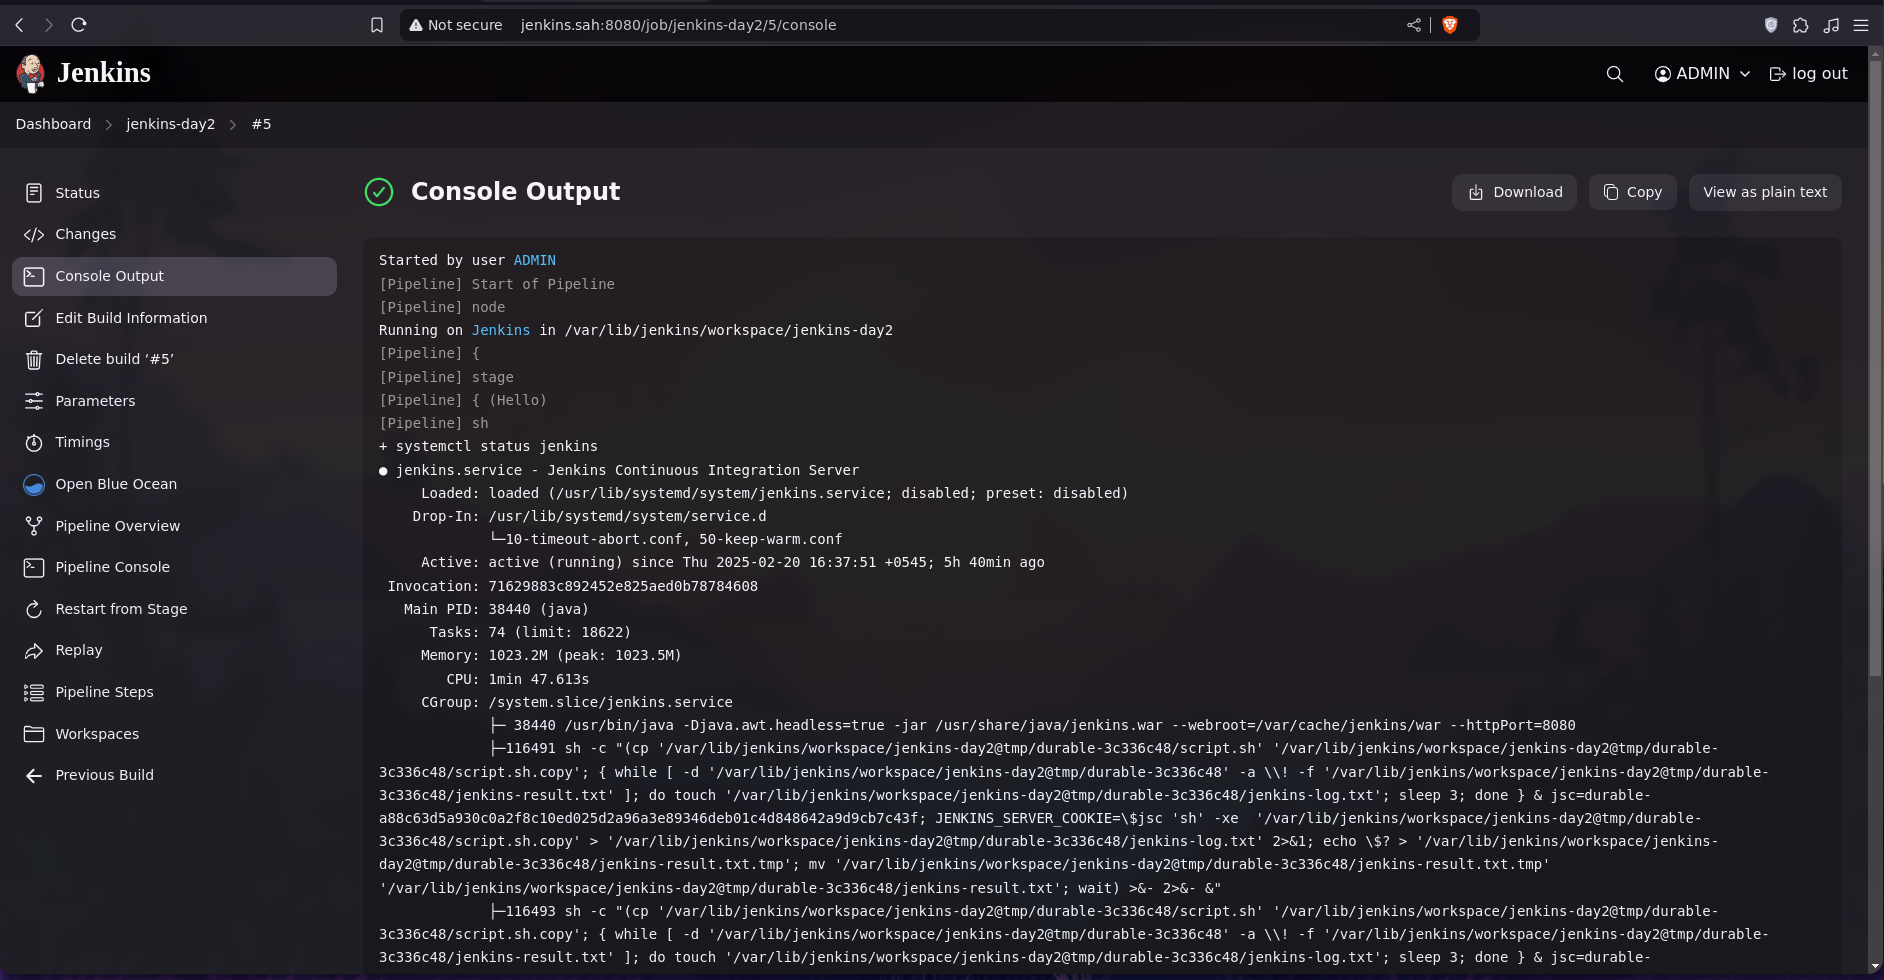 Not secure jenkins.sah:8080/job/jenkins-day2/5/console
Jenkins
ADMIN
log out
Dashboard
jenkins-day2
#5
Status
Changes
Console Output
Edit Build Information
Delete build ‘#5’
Parameters
Timings
Open Blue Ocean
Pipeline Overview
Pipeline Console
Restart from Stage
Replay
Pipeline Steps
Workspaces
Previous Build
Console Output
Download
Copy
View as plain text
Started by user ADMIN
[Pipeline] Start of Pipeline
[Pipeline] node
Running on Jenkins in /var/lib/jenkins/workspace/jenkins-day2
[Pipeline] {
[Pipeline] stage
[Pipeline] { (Hello)
[Pipeline] sh
+ systemctl status jenkins
● jenkins.service - Jenkins Continuous Integration Server
     Loaded: loaded (/usr/lib/systemd/system/jenkins.service; disabled; preset: disabled)
    Drop-In: /usr/lib/systemd/system/service.d
             └─10-timeout-abort.conf, 50-keep-warm.conf
     Active: active (running) since Thu 2025-02-20 16:37:51 +0545; 5h 40min ago
 Invocation: 71629883c892452e825aed0b78784608
   Main PID: 38440 (java)
      Tasks: 74 (limit: 18622)
     Memory: 1023.2M (peak: 1023.5M)
        CPU: 1min 47.613s
     CGroup: /system.slice/jenkins.service
             ├─ 38440 /usr/bin/java -Djava.awt.headless=true -jar /usr/share/java/jenkins.war --webroot=/var/cache/jenkins/war --httpPort=8080
             ├─116491 sh -c "(cp '/var/lib/jenkins/workspace/jenkins-day2@tmp/durable-3c336c48/script.sh' '/var/lib/jenkins/workspace/jenkins-day2@tmp/durable-
3c336c48/script.sh.copy'; { while [ -d '/var/lib/jenkins/workspace/jenkins-day2@tmp/durable-3c336c48' -a \\! -f '/var/lib/jenkins/workspace/jenkins-day2@tmp/durable-
3c336c48/jenkins-result.txt' ]; do touch '/var/lib/jenkins/workspace/jenkins-day2@tmp/durable-3c336c48/jenkins-log.txt'; sleep 3; done } & jsc=durable-
a88c63d5a930c0a2f8c10ed025d2a96a3e89346deb01c4d848642a9d9cb7c43f; JENKINS_SERVER_COOKIE=\$jsc 'sh' -xe  '/var/lib/jenkins/workspace/jenkins-day2@tmp/durable-
3c336c48/script.sh.copy' > '/var/lib/jenkins/workspace/jenkins-day2@tmp/durable-3c336c48/jenkins-log.txt' 2>&1; echo \$? > '/var/lib/jenkins/workspace/jenkins-
day2@tmp/durable-3c336c48/jenkins-result.txt.tmp'; mv '/var/lib/jenkins/workspace/jenkins-day2@tmp/durable-3c336c48/jenkins-result.txt.tmp'
'/var/lib/jenkins/workspace/jenkins-day2@tmp/durable-3c336c48/jenkins-result.txt'; wait) >&- 2>&- &"
             ├─116493 sh -c "(cp '/var/lib/jenkins/workspace/jenkins-day2@tmp/durable-3c336c48/script.sh' '/var/lib/jenkins/workspace/jenkins-day2@tmp/durable-
3c336c48/script.sh.copy'; { while [ -d '/var/lib/jenkins/workspace/jenkins-day2@tmp/durable-3c336c48' -a \\! -f '/var/lib/jenkins/workspace/jenkins-day2@tmp/durable-
3c336c48/jenkins-result.txt' ]; do touch '/var/lib/jenkins/workspace/jenkins-day2@tmp/durable-3c336c48/jenkins-log.txt'; sleep 3; done } & jsc=durable-